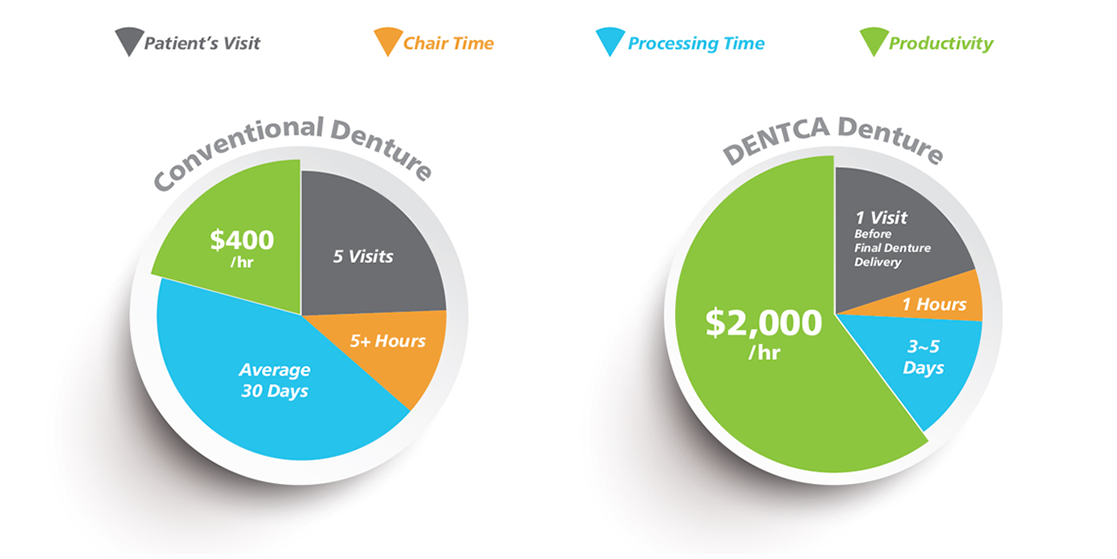 Patient's Visit
Chair Time
Processing Time
Productivity
Conventional Denture
$400
/hr
5 Visits
5+ Hours
Average
30 Days
DENTCA Denture
1 Visit
Before
Final Denture
Delivery
1 Hours
3~5
Days
$2,000
/hr